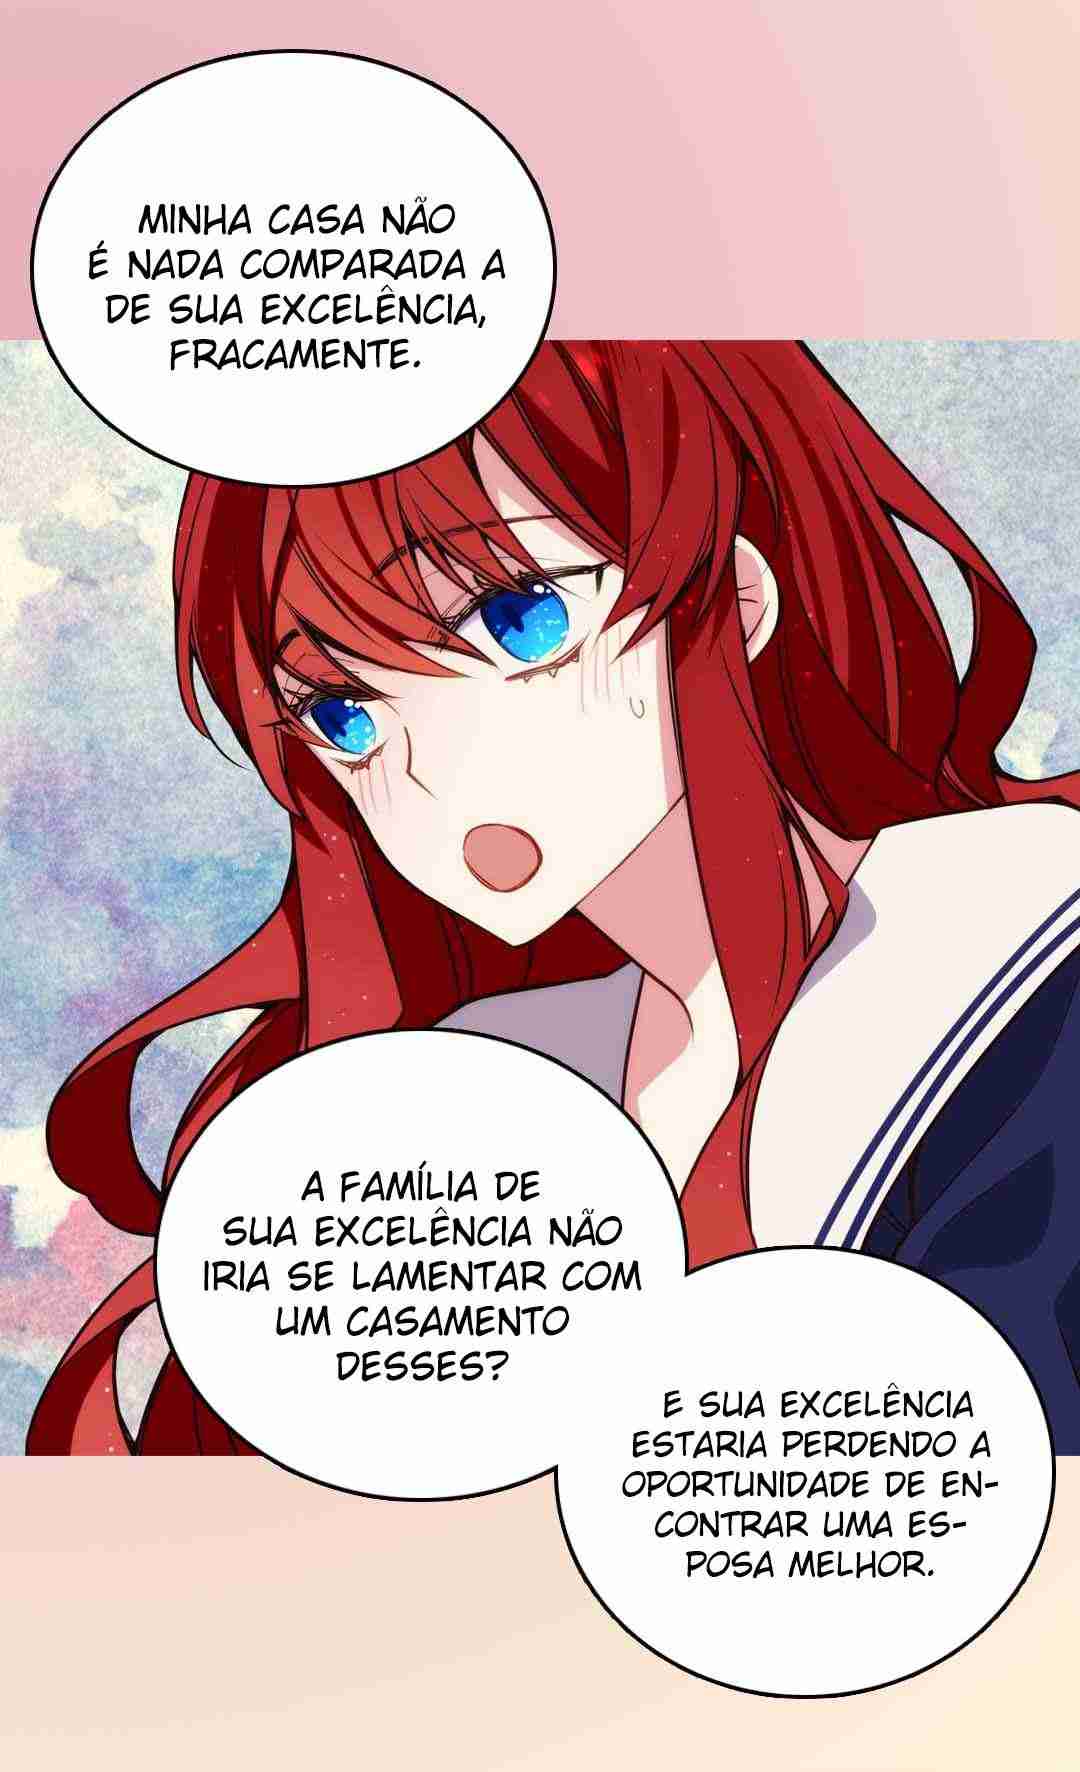 MINHA CASA NÃO
É NADA COMPARADA A
DE SUA EXCELÊNCIA,
FRACAMENTE.
A FAMÍLIA DE
SUA EXCELÊNCIA NÃO
IRIA SE LAMENTAR COM
UM CASAMENTO
DESSES?
E SUA EXCELÊNCIA
ESTARIA PERDENDO A
OPORTUNIDADE DE EN-
CONTRAR UMA ES-
POSA MELHOR.